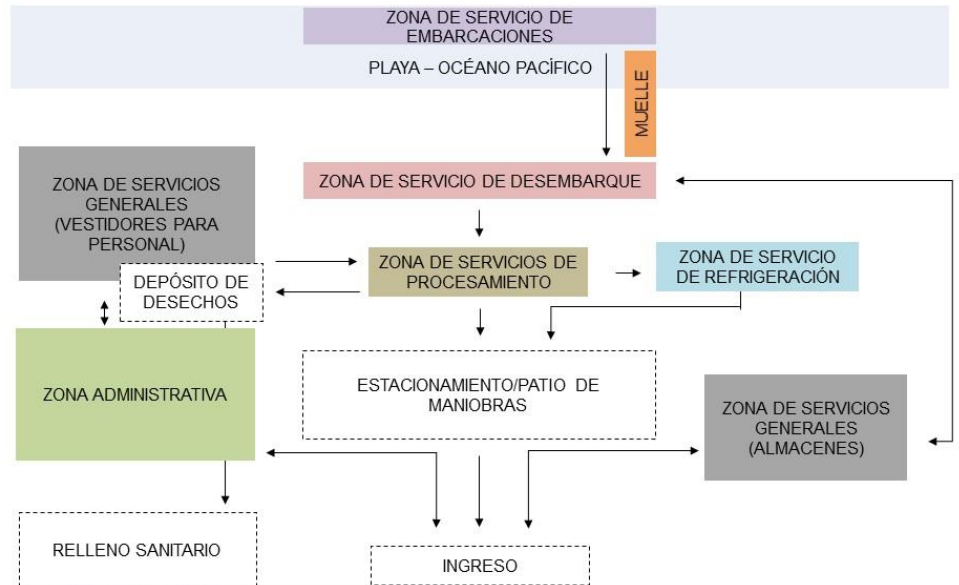 ZONA DE SERVICIO DE
EMBARCACIONES
PLAYA – OCÉANO PACÍFICO
MUELLE
ZONA DE SERVICIO DE DESEMBARQUE
ZONA DE SERVICIOS
GENERALES
(VESTIDORES PARA
PERSONAL)
DEPÓSITO DE
DESECHOS
ZONA DE SERVICIOS DE
PROCESAMIENTO
ZONA DE SERVICIO
DE REFRIGERACIÓN
ZONA ADMINISTRATIVA
ESTACIONAMIENTO/PATIO DE
MANIOBRAS
ZONA DE SERVICIOS
GENERALES
(ALMACENES)
RELLENO SANITARIO
INGRESO